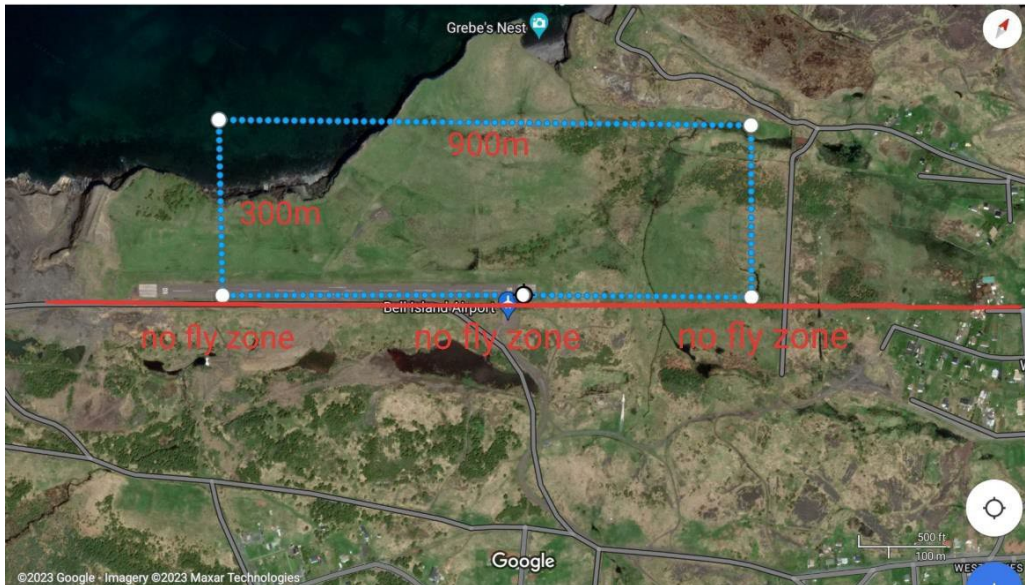 Grebe's Nest
900m
300m
Bell Island Airport
no fly zone
no fly zone
no fly zone
500 ft
100 m
Google
©2023 Google - Imagery ©2023 Maxar Technologies